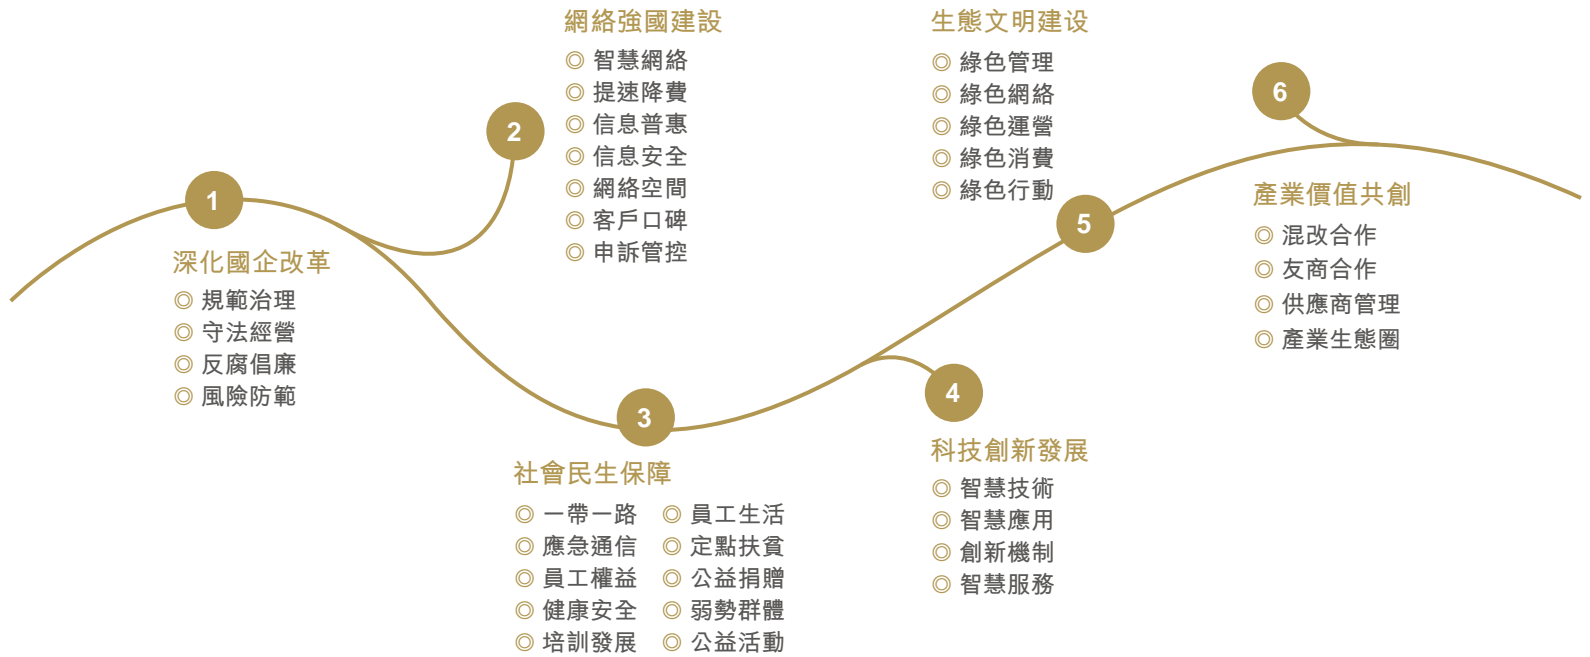 1
深化國企改革
◎ 規範治理
◎ 守法經營
◎ 反腐倡廉
◎ 風險防範
2
網絡強國建設
◎ 智慧網絡
◎ 提速降費
◎ 信息普惠
◎ 信息安全
◎ 網絡空間
◎ 客戶口碑
◎ 申訴管控
3
社會民生保障
◎ 一帶一路
◎ 應急通信
◎ 員工權益
◎ 健康安全
◎ 培訓發展
◎ 員工生活
◎ 定點扶貧
◎ 公益捐贈
◎ 弱勢群體
◎ 公益活動
4
科技創新發展
◎ 智慧技術
◎ 智慧應用
◎ 創新機制
◎ 智慧服務
5
生態文明建设
◎ 綠色管理
◎ 綠色網絡
◎ 綠色運營
◎ 綠色消費
◎ 綠色行動
6
產業價值共創
◎ 混改合作
◎ 友商合作
◎ 供應商管理
◎ 產業生態圈